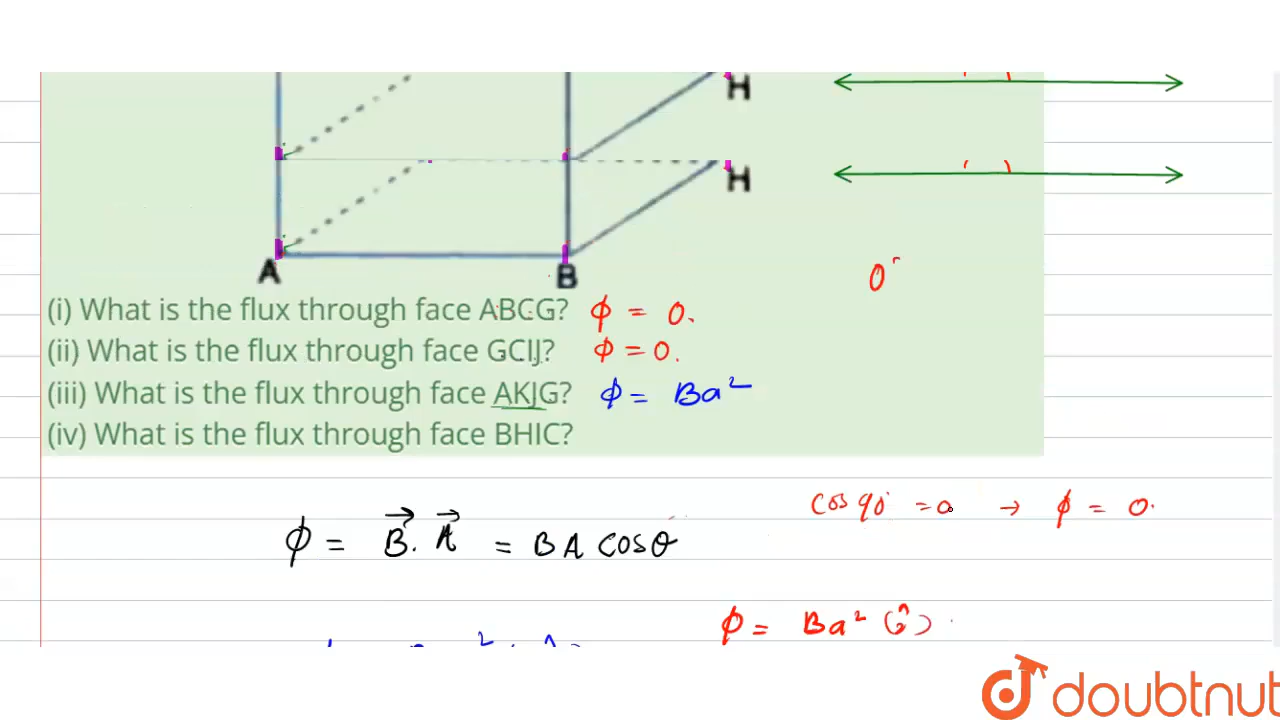 H
H
A
B
0°
(i) What is the flux through face ABCG? ϕ = 0.
(ii) What is the flux through face GCIJ? ϕ = 0.
(iii) What is the flux through face AKJG? ϕ = Ba²
(iv) What is the flux through face BHIC?
cos 90° = 0 → ϕ = 0.
ϕ = B⃗. A⃗ = BA cosθ
ϕ = Ba²
doubtnut